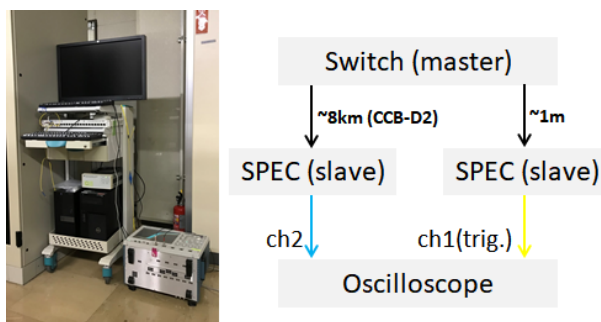 Switch (master)
~8km (CCB-D2)
~1m
SPEC (slave)
SPEC (slave)
ch2
ch1(trig.)
Oscilloscope